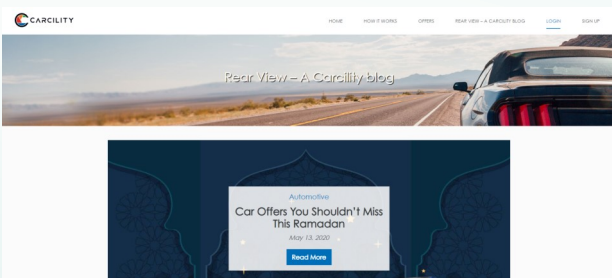 CARCILITY
HOME HOW IT WORKS OFFERS REAR VIEW – A CARCILITY BLOG LOGIN SIGN UP
Rear View – A Carcility blog
Automotive
Car Offers You Shouldn't Miss
This Ramadan
May 13, 2020
Read More